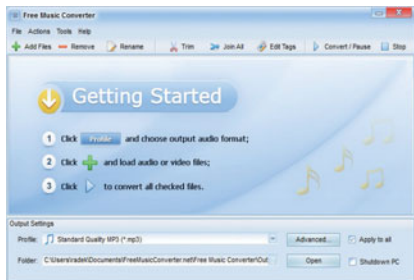 Free Music Converter
File Actions Tools Help
Add Files Remove Rename Trim Join All Edit Tags Convert / Pause Stop
Getting Started
1 Click Profile and choose output audio format;
2 Click and load audio or video files;
3 Click to convert all checked files.
Output Settings
Profile: Standard Quality MP3 (*.mp3) Advanced... Apply to all
Folder: C:\Users\radek\Documents\FreeMusicConverter.net\Free Music Converter\Out Open Shutdown PC